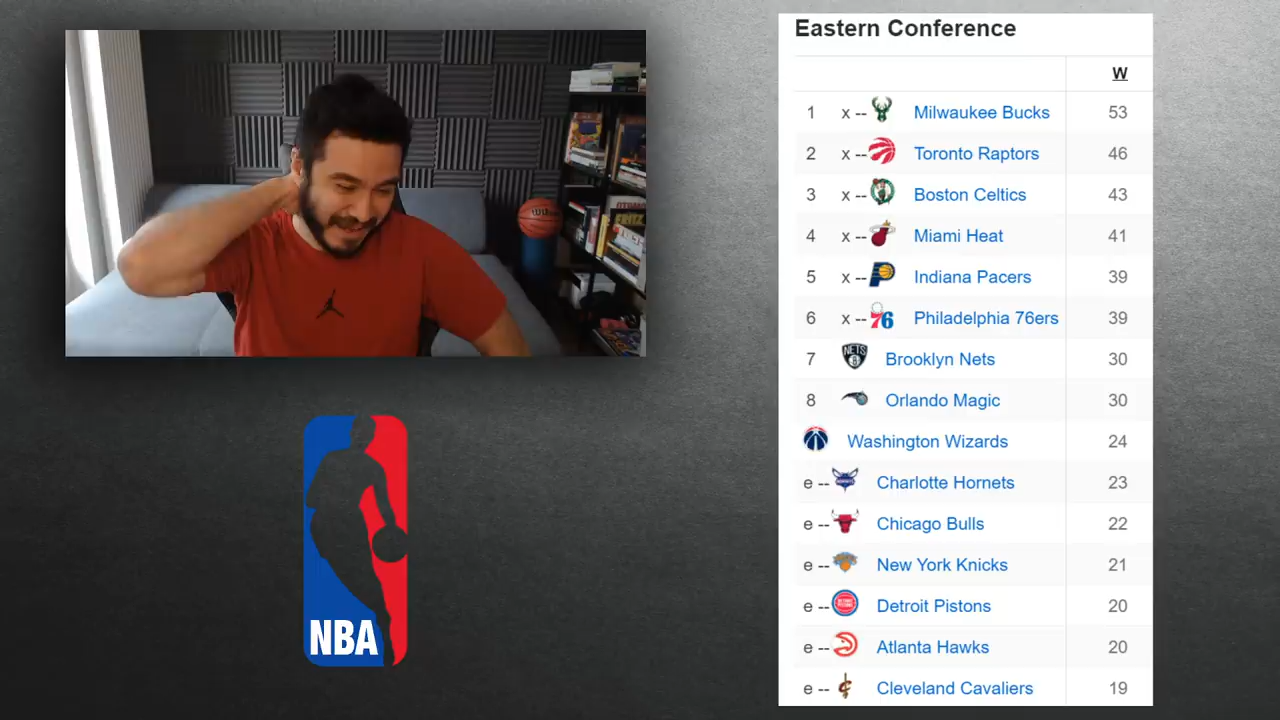 Eastern Conference
W
1 x -- Milwaukee Bucks 53
2 x -- Toronto Raptors 46
3 x -- Boston Celtics 43
4 x -- Miami Heat 41
5 x -- Indiana Pacers 39
6 x -- 76 Philadelphia 76ers 39
7 NETS B Brooklyn Nets 30
8 Orlando Magic 30
Washington Wizards 24
e -- Charlotte Hornets 23
e -- Chicago Bulls 22
e -- New York Knicks 21
e -- Detroit Pistons 20
e -- Atlanta Hawks 20
e -- Cleveland Cavaliers 19
NBA
Wilson